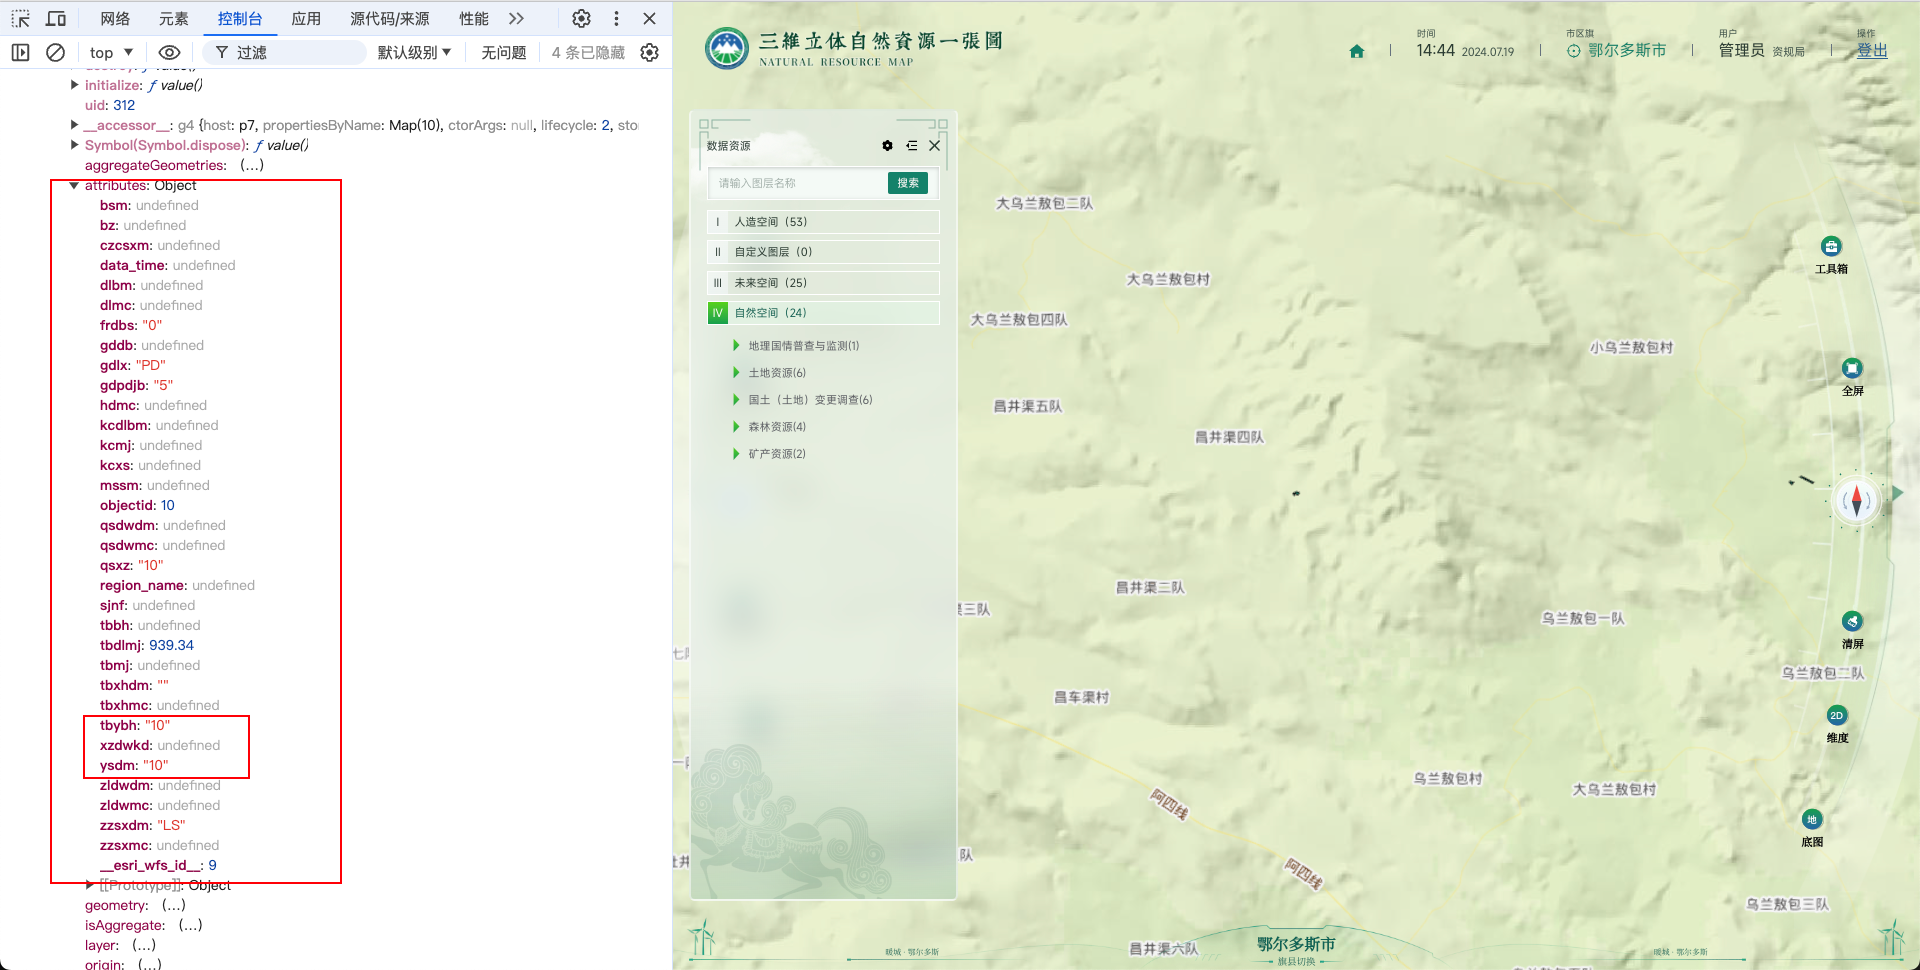 网络 元素 控制台 应用 源代码/来源 性能
top 过滤 默认级别 无问题 4 条已隐藏
initialize: ƒ value()
uid: 312
__accessor__: g4 {host: p7, propertiesByName: Map(10), ctorArgs: null, lifecycle: 2, sto
Symbol(Symbol.dispose): ƒ value()
aggregateGeometries: (...)
attributes: Object
bsm: undefined
bz: undefined
czcsxm: undefined
data_time: undefined
dlbm: undefined
dlmc: undefined
frdbs: "0"
gddb: undefined
gdlx: "PD"
gdpdjb: "5"
hdmc: undefined
kcdlbm: undefined
kcmj: undefined
kcxs: undefined
mssm: undefined
objectid: 10
qsdwdm: undefined
qsdwmc: undefined
qsxz: "10"
region_name: undefined
sjnf: undefined
tbbh: undefined
tbdlmj: 939.34
tbmj: undefined
tbxhdm: ""
tbxhmc: undefined
tbybh: "10"
xzdwkd: undefined
ysdm: "10"
zldwdm: undefined
zldwmc: undefined
zzsxdm: "LS"
zzsxmc: undefined
__esri_wfs_id__: 9
[[Prototype]]: Object
geometry: (...)
isAggregate: (...)
layer: (...)
origin: (...)
三維立体自然資源一張圖
NATURAL RESOURCE MAP
时间
14:44 2024.07.19
市区旗
鄂尔多斯市
用户
管理员 资规局
操作
登出
数据资源
请输入图层名称
搜索
I 人造空间（53）
II 自定义图层（0）
III 未来空间（25）
IV 自然空间（24）
地理国情普查与监测(1)
土地资源(6)
国土（土地）变更调查(6)
森林资源(4)
矿产资源(2)
大乌兰敖包二队
大乌兰敖包村
大乌兰敖包四队
小乌兰敖包村
昌井渠五队
昌井渠四队
昌井渠二队
三队
乌兰敖包一队
乌兰敖包二队
昌车渠村
乌兰敖包村
大乌兰敖包村
阿四线
阿四线
队
乌兰敖包三队
昌井渠六队
工具箱
全屏
清屏
2D
维度
地
底图
暖城·鄂尔多斯
鄂尔多斯市
旗县切换
暖城·鄂尔多斯